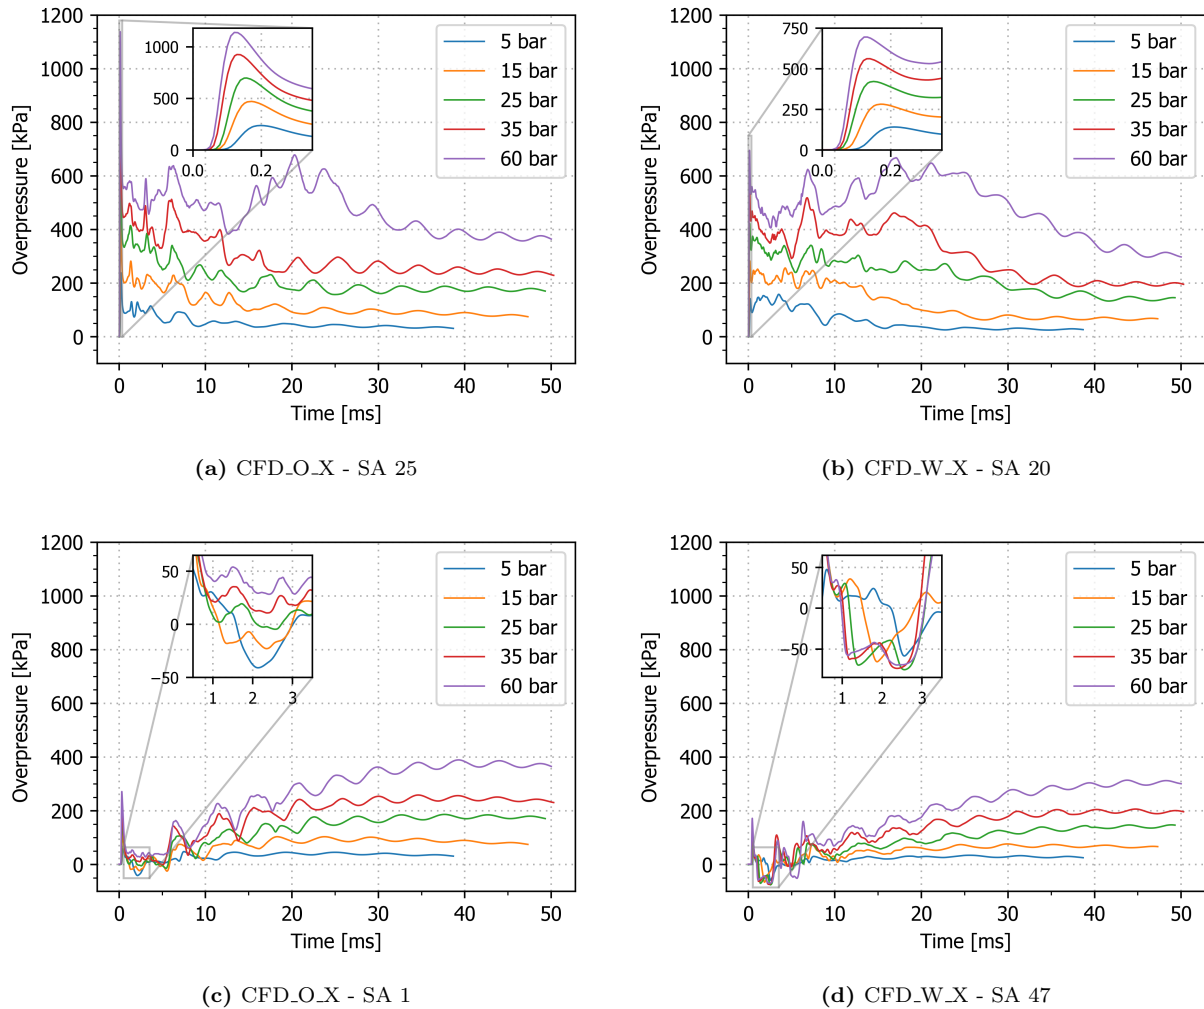 1200
1000
800
600
400
200
0
Overpressure [kPa]
1000
500
0
0.0 0.2
5 bar
15 bar
25 bar
35 bar
60 bar
0 10 20 30 40 50
Time [ms]
(a) CFD_O_X - SA 25
1200
1000
800
600
400
200
0
Overpressure [kPa]
750
500
250
0
0.0 0.2
5 bar
15 bar
25 bar
35 bar
60 bar
0 10 20 30 40 50
Time [ms]
(b) CFD_W_X - SA 20
1200
1000
800
600
400
200
0
Overpressure [kPa]
50
0
−50
1 2 3
5 bar
15 bar
25 bar
35 bar
60 bar
0 10 20 30 40 50
Time [ms]
(c) CFD_O_X - SA 1
1200
1000
800
600
400
200
0
Overpressure [kPa]
50
0
−50
1 2 3
5 bar
15 bar
25 bar
35 bar
60 bar
0 10 20 30 40 50
Time [ms]
(d) CFD_W_X - SA 47